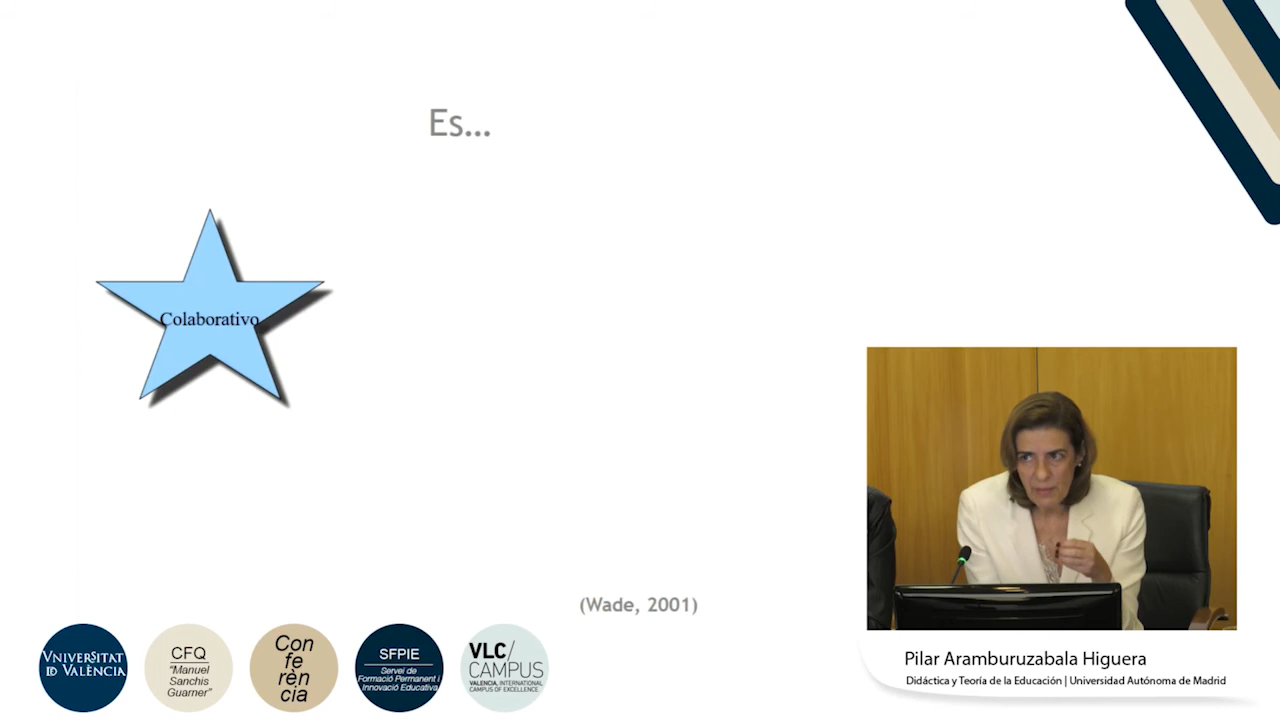 Es...
Colaborativo
(Wade, 2001)
VNIVERSITAT
ID VALÈNCIA
CFQ
"Manuel
Sanchis
Guarner"
Con
fe
rèn
cia
SFPIE
Servei de
Formació Permanent i
Innovació Educativa
VLC/
CAMPUS
VALENCIA, INTERNATIONAL
CAMPUS OF EXCELLENCE
Pilar Aramburuzabala Higuera
Didáctica y Teoría de la Educación | Universidad Autónoma de Madrid